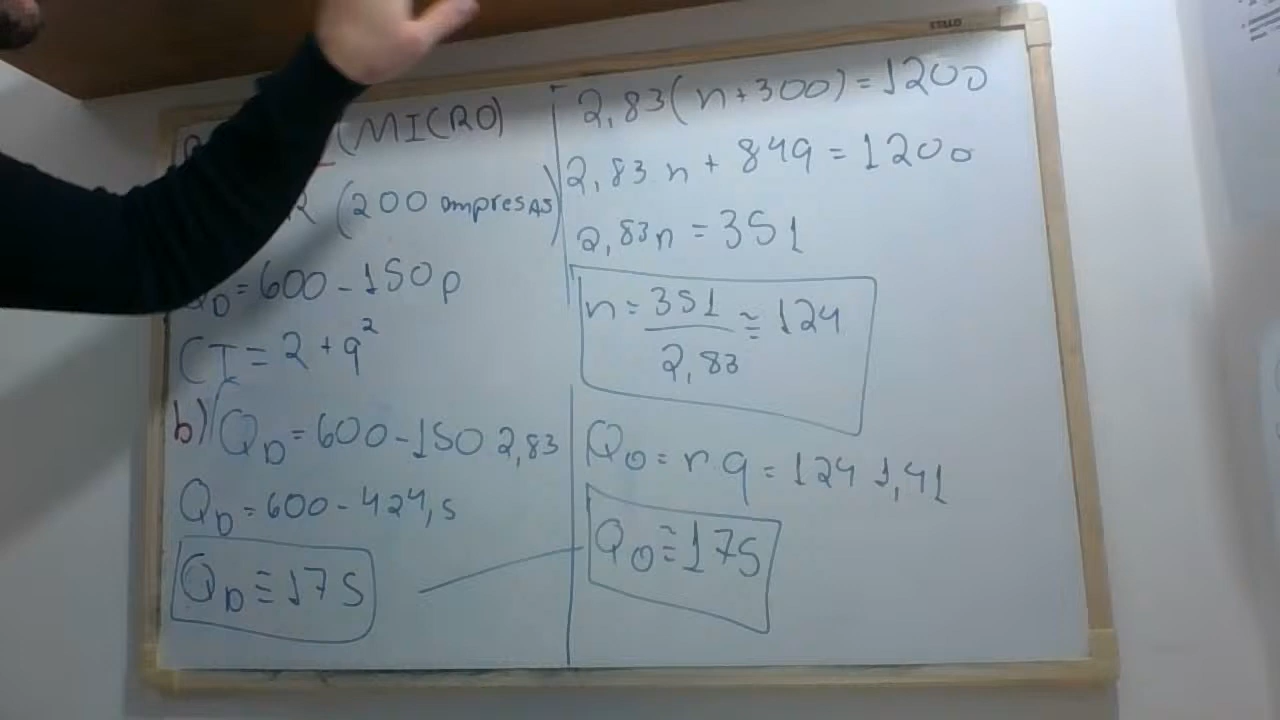 (MICRO)
(200 empresas)
QD = 600 - 150p
CT = 2 + q²
b) QD = 600 - 150 2,83
QD = 600 - 424,5
QD ≅ 175
2,83(n+300) = 1200
2,83n + 849 = 1200
2,83n = 351
n = 351/2,83 ≅ 124
QO = n q = 124 1,41
QO ≅ 175